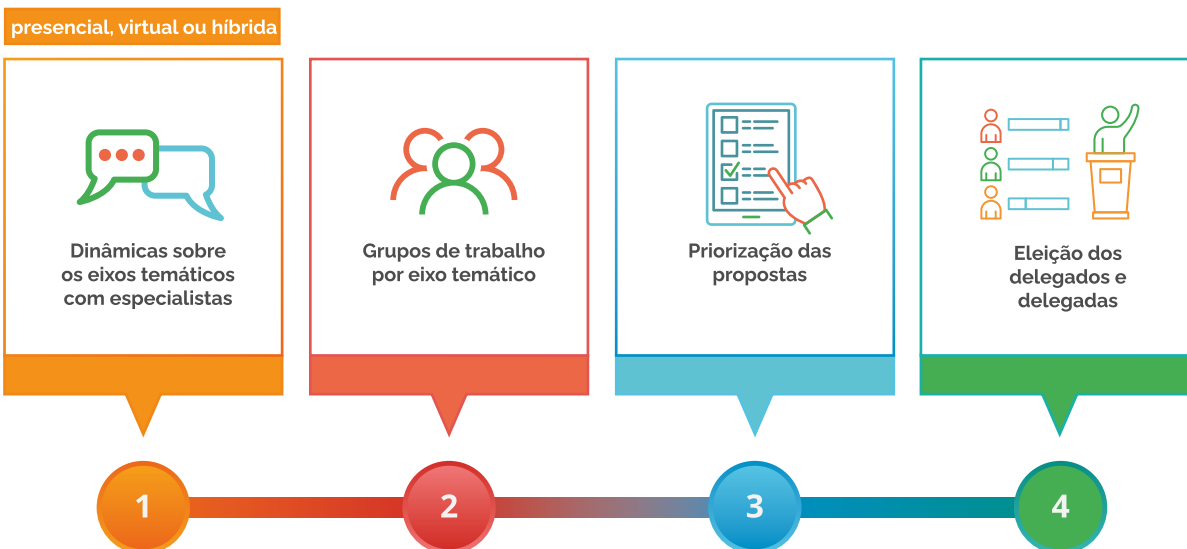 presencial, virtual ou híbrida
Dinâmicas sobre
os eixos temáticos
com especialistas
Grupos de trabalho
por eixo temático
Priorização das
propostas
Eleição dos
delegados e
delegadas
1
2
3
4